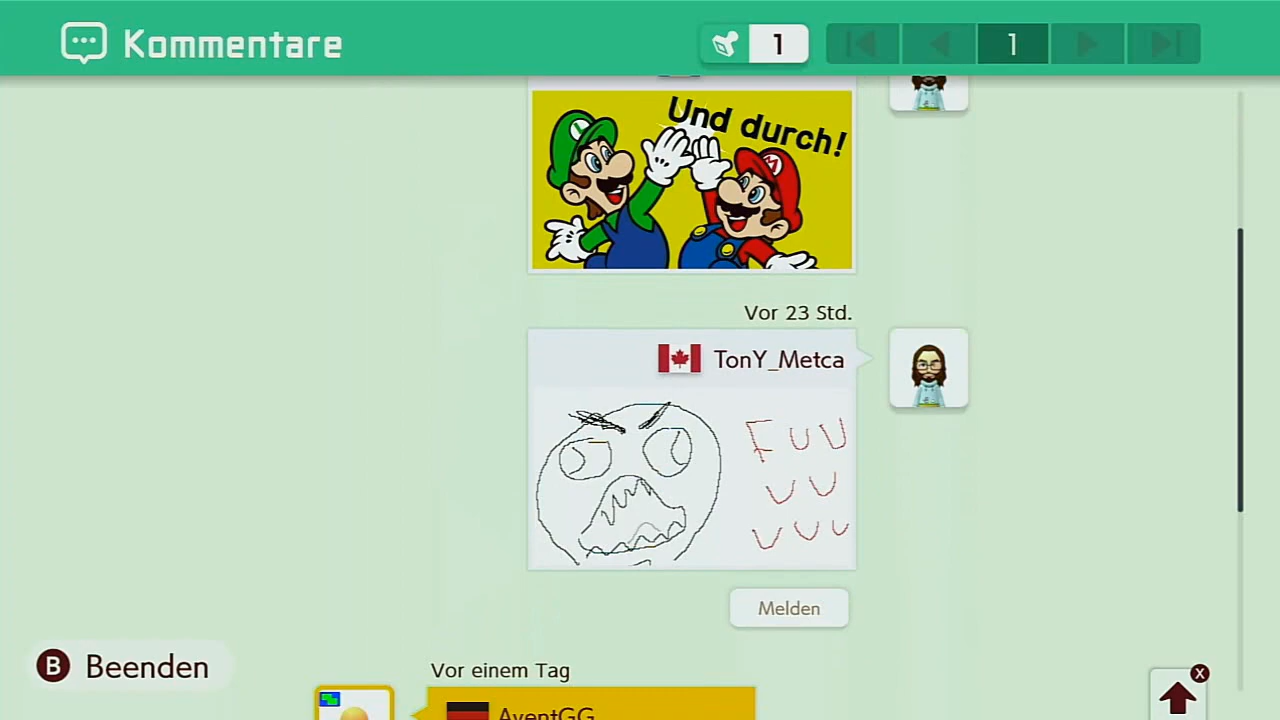 Kommentare
1
1
Und durch!
Vor 23 Std.
TonY_Metca
FUU
UU
UUU
Melden
B Beenden
Vor einem Tag
X
AventGG